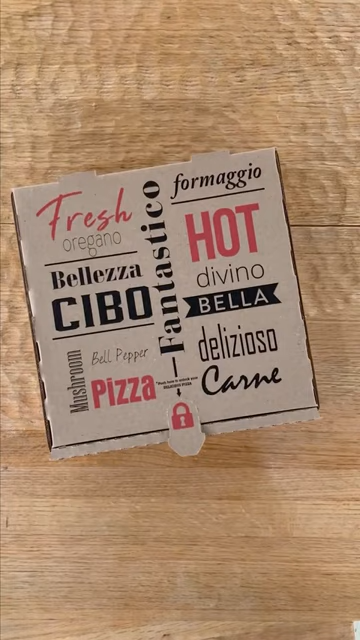 Fresh
oregano
Bellezza
CIBO
Mushroom
Bell Pepper
Pizza
Fantastico
formaggio
HOT
divino
BELLA
delizioso
Carne